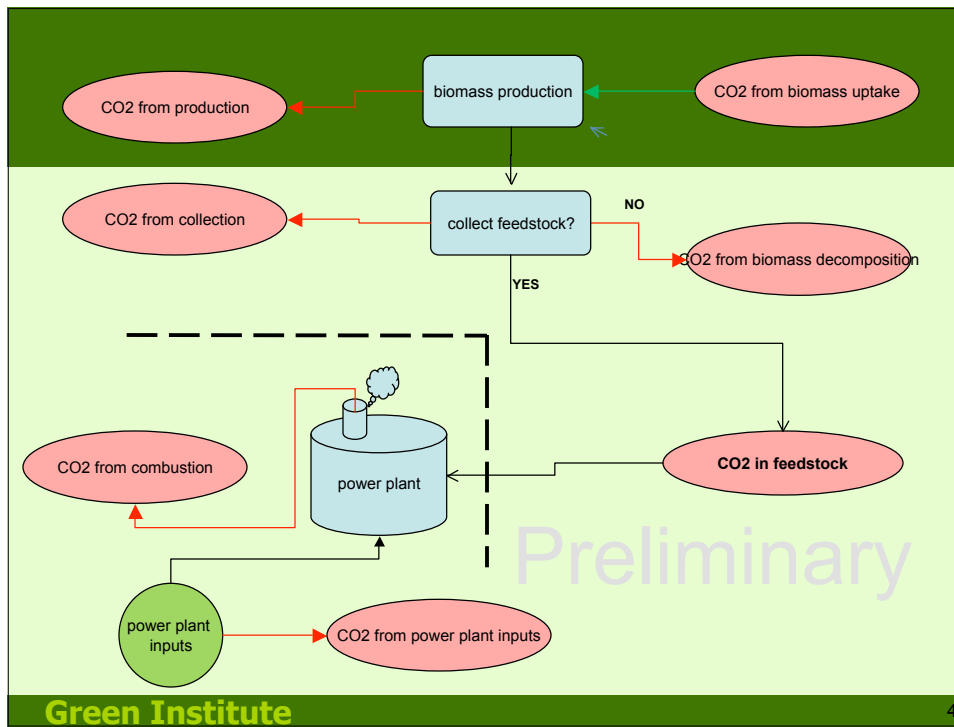 biomass production
CO2 from biomass uptake
CO2 from production
NO
CO2 from collection
collect feedstock?
CO2 from biomass decomposition
YES
CO2 in feedstock
CO2 from combustion
power plant
Preliminary
power plant
inputs
CO2 from power plant inputs
Green Institute
4